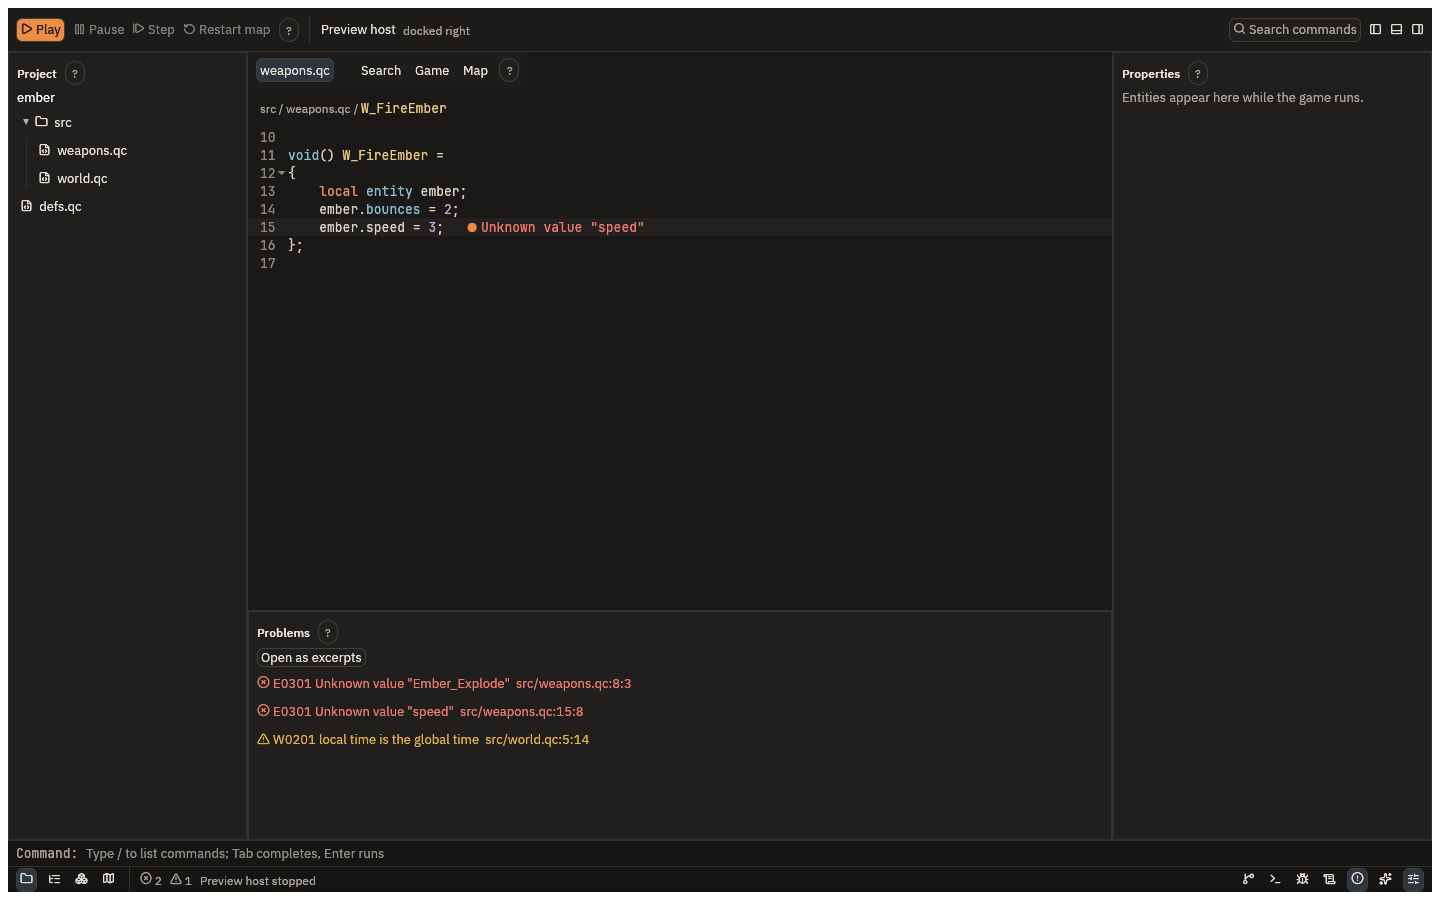 Play Pause Step Restart map ? Preview host docked right Search commands
Project ?
ember
src
weapons.qc
world.qc
defs.qc
weapons.qc Search Game Map ?
src / weapons.qc / W_FireEmber
10
11 void() W_FireEmber =
12 {
13     local entity ember;
14     ember.bounces = 2;
15     ember.speed = 3; Unknown value "speed"
16 };
17
Problems ?
Open as excerpts
E0301 Unknown value "Ember_Explode" src/weapons.qc:8:3
E0301 Unknown value "speed" src/weapons.qc:15:8
W0201 local time is the global time src/world.qc:5:14
Properties ?
Entities appear here while the game runs.
Command: Type / to list commands; Tab completes, Enter runs
2 1 Preview host stopped